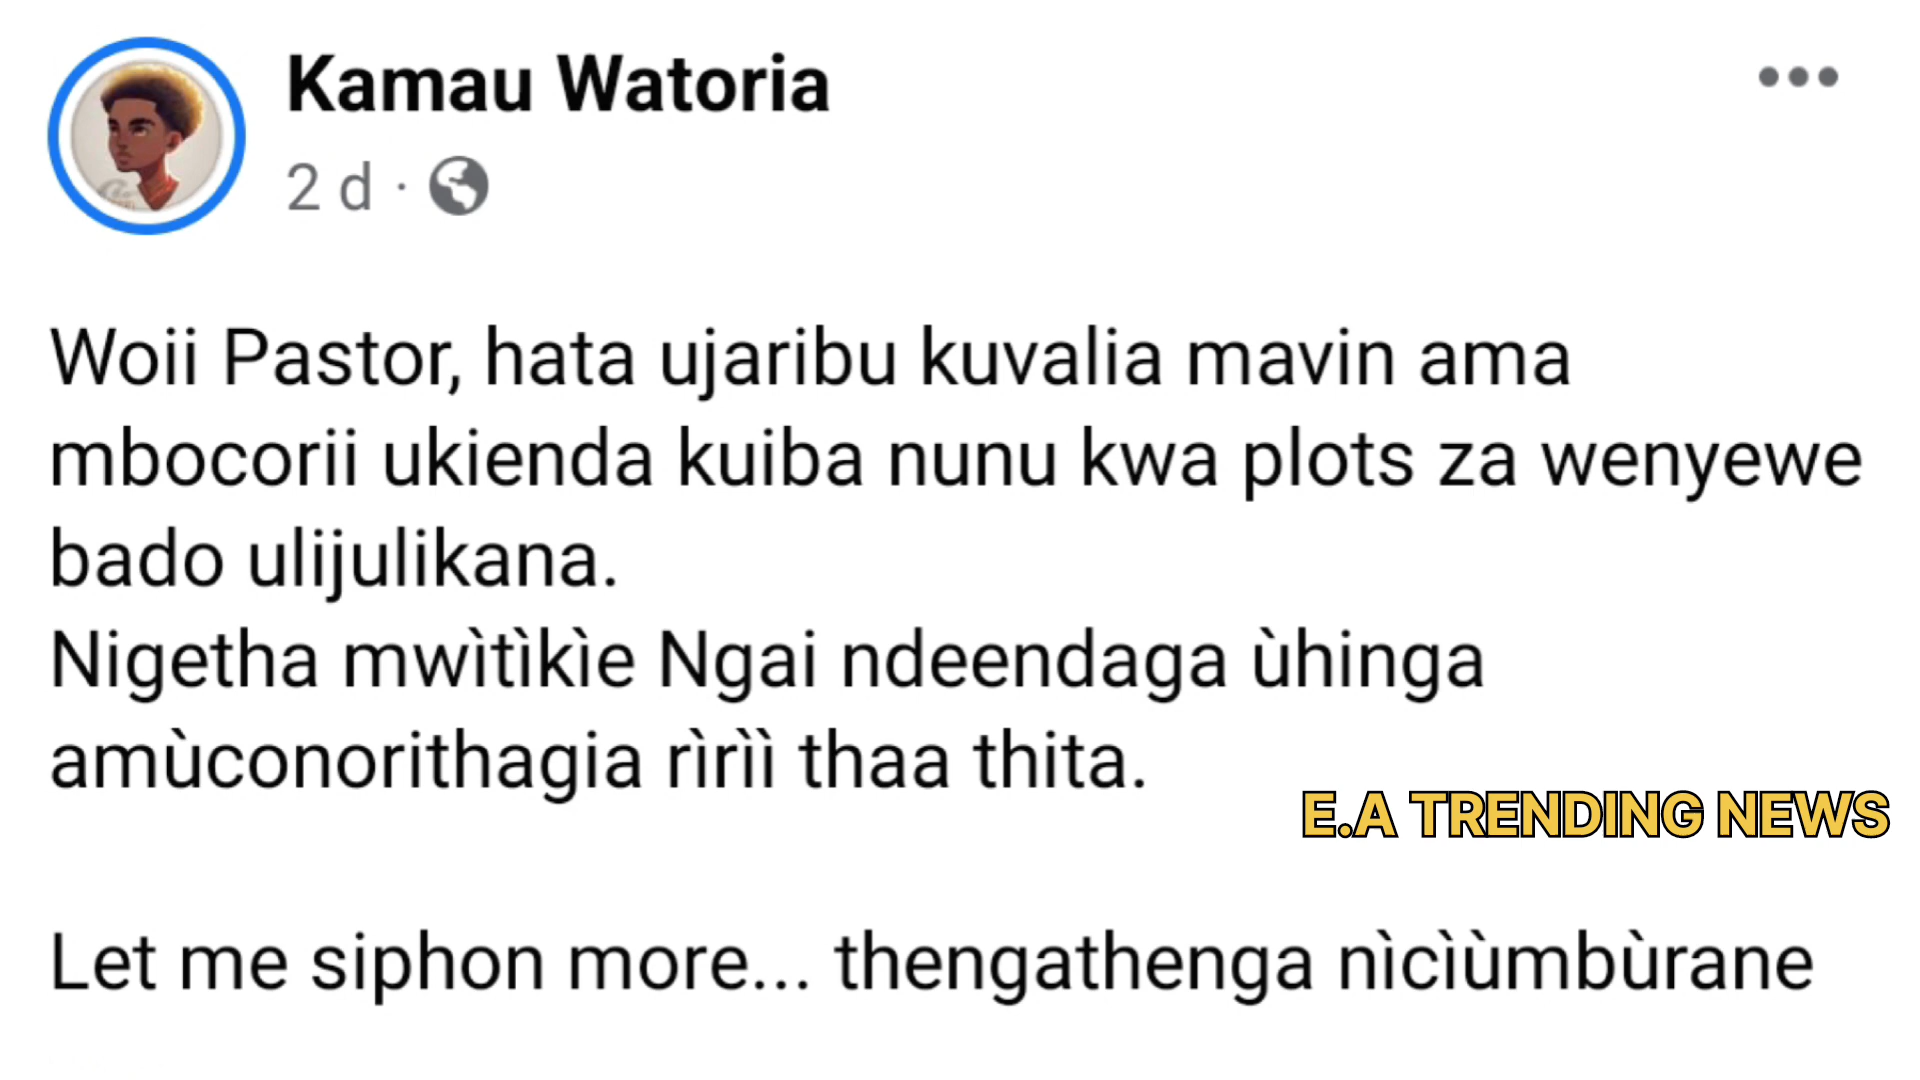 Kamau Watoria
2 d ·
Woii Pastor, hata ujaribu kuvalia mavin ama
mbocorii ukienda kuiba nunu kwa plots za wenyewe
bado ulijulikana.
Nigetha mwìtìkìe Ngai ndeendaga ùhinga
amùconorithagia rìrìì thaa thita.
E.A TRENDING NEWS
Let me siphon more... thengathenga nìcìùmbùrane